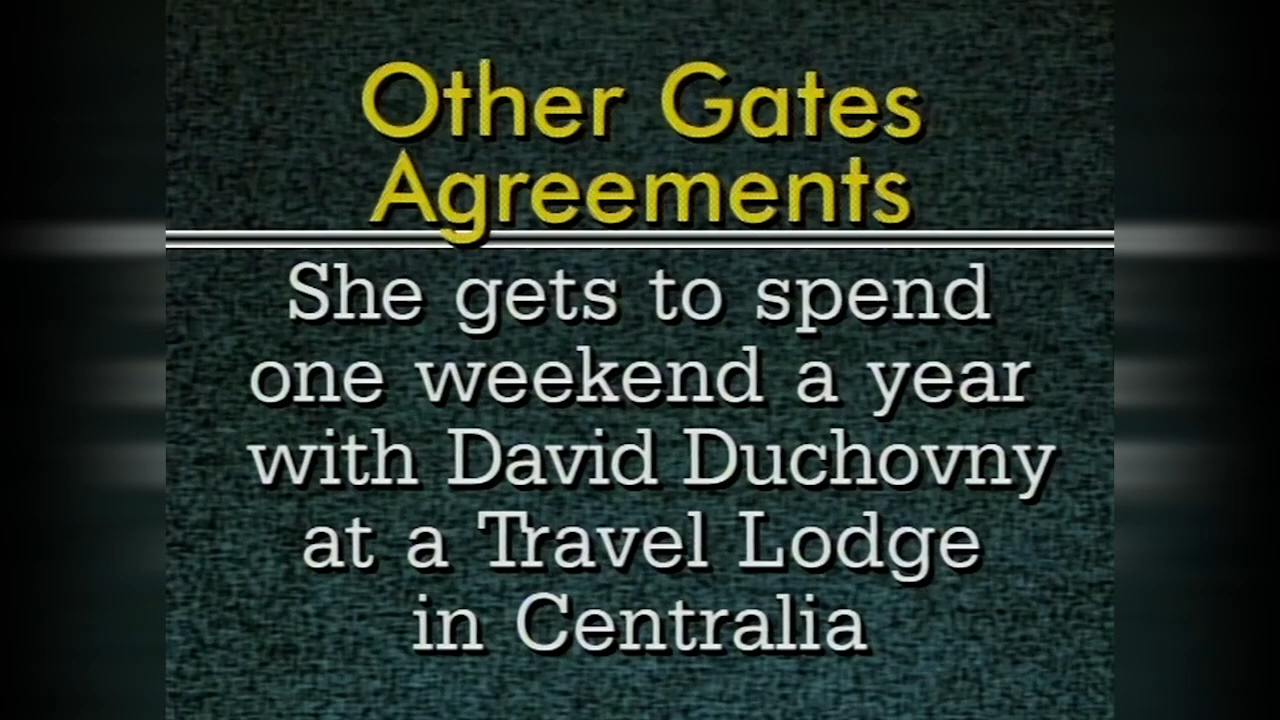 Other Gates
Agreements
She gets to spend
one weekend a year
with David Duchovny
at a Travel Lodge
in Centralia